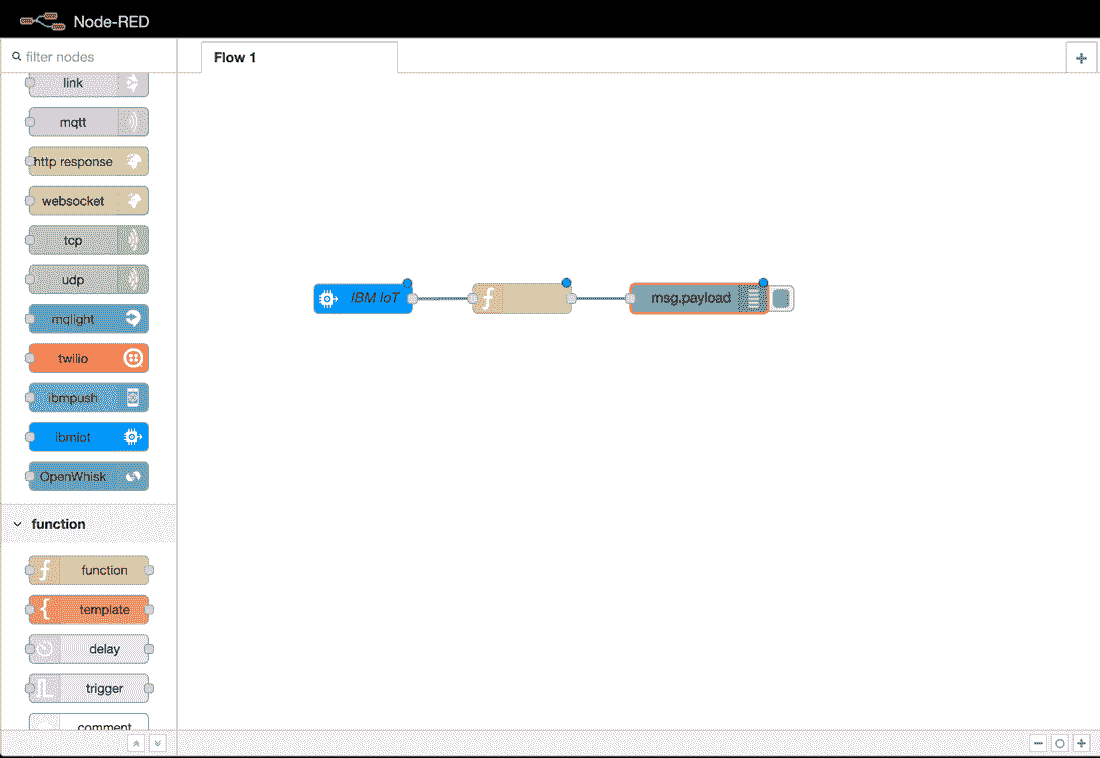 Node-RED
filter nodes
Flow 1
link
mqtt
http response
websocket
tcp
udp
mqlight
twilio
ibmpush
ibmiot
OpenWhisk
function
function
template
delay
trigger
comment
IBM IoT
msg.payload